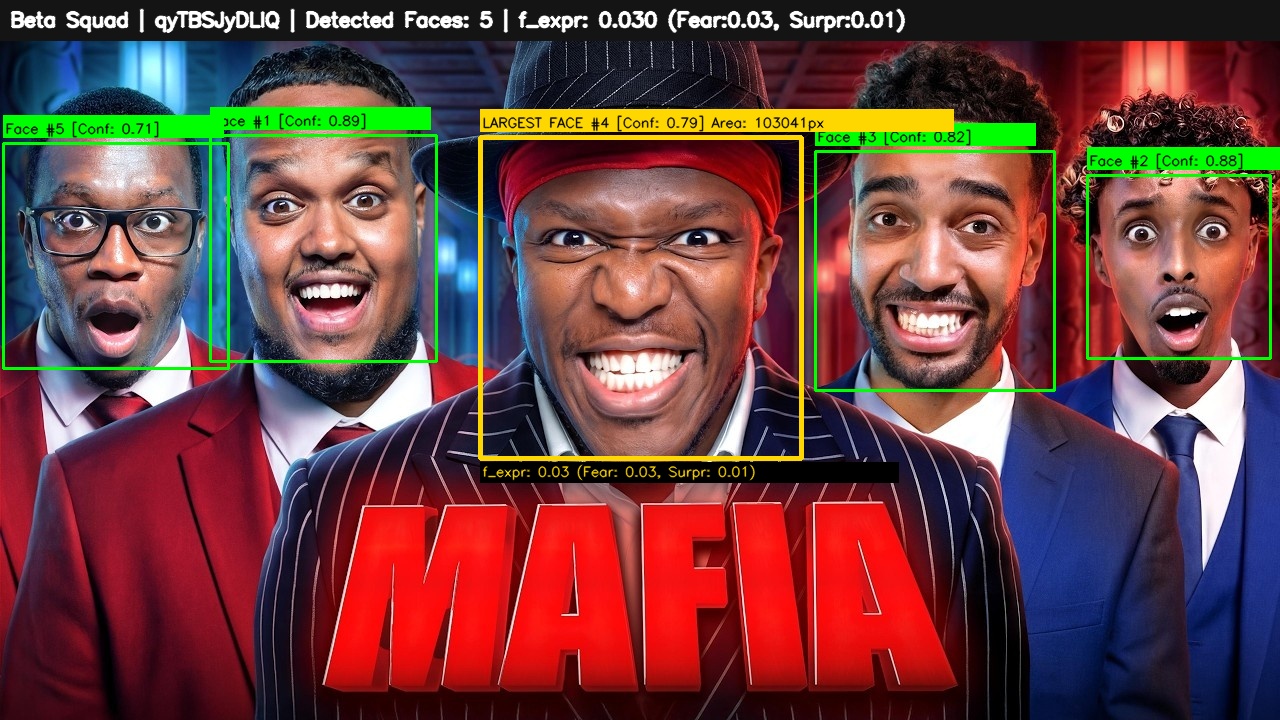 Beta Squad | qyTBSJyDLIQ | Detected Faces: 5 | f_expr: 0.030 (Fear:0.03, Surpr:0.01)
LARGEST FACE #4 [Conf: 0.79] Area: 103041px
Face #5 [Conf: 0.71]
ace #1 [Conf: 0.89]
Face #3 [Conf: 0.82]
Face #2 [Conf: 0.88]
f_expr: 0.03 (Fear: 0.03, Surpr: 0.01)
MAFIA